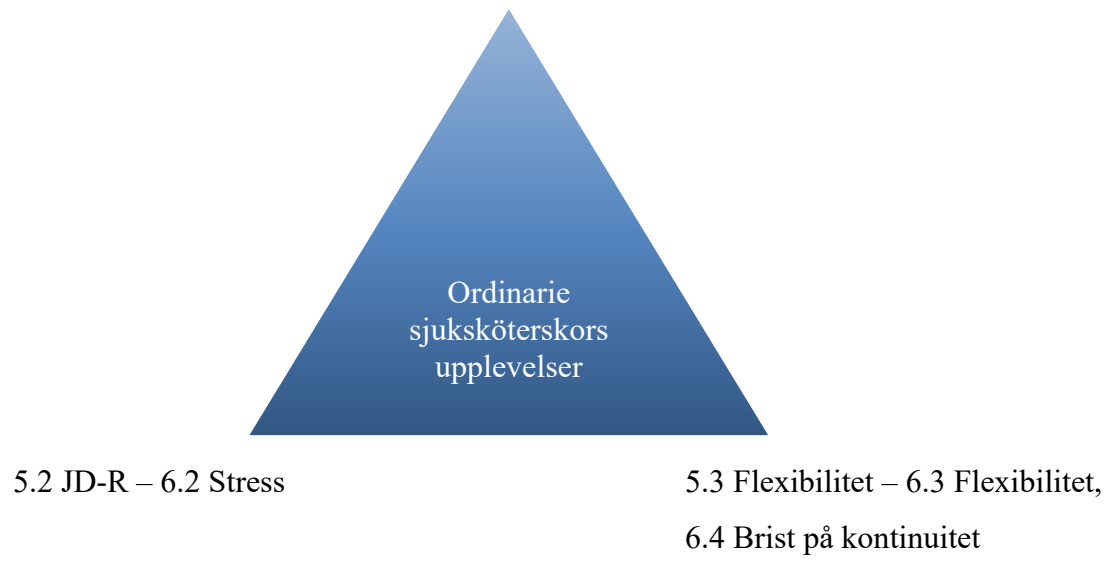 Ordinarie
sjuksköterskors
upplevelser
5.2 JD-R – 6.2 Stress
5.3 Flexibilitet – 6.3 Flexibilitet,
6.4 Brist på kontinuitet